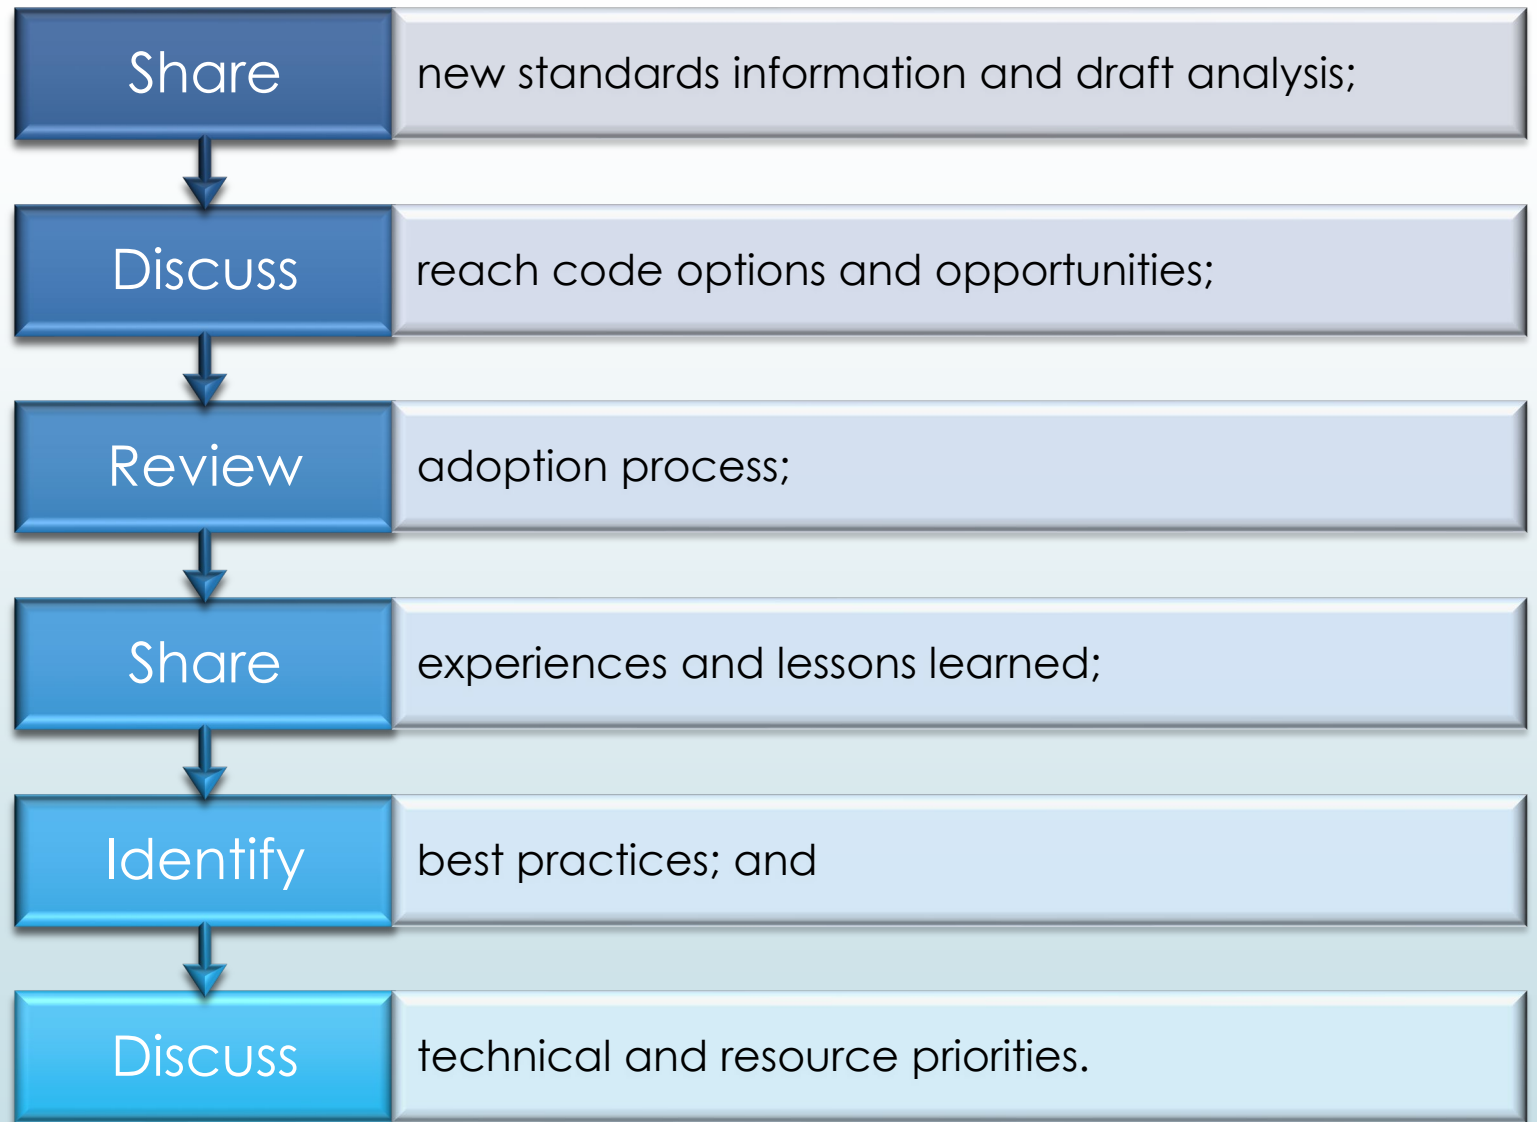 Share
new standards information and draft analysis;
Discuss
reach code options and opportunities;
Review
adoption process;
Share
experiences and lessons learned;
Identify
best practices; and
Discuss
technical and resource priorities.